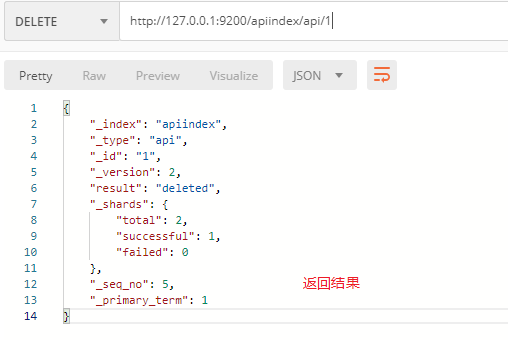 DELETE http://127.0.0.1:9200/apiindex/api/1
Pretty Raw Preview Visualize JSON
1 {
2 "_index": "apiindex",
3 "_type": "api",
4 "_id": "1",
5 "_version": 2,
6 "result": "deleted",
7 "_shards": {
8 "total": 2,
9 "successful": 1,
10 "failed": 0
11 },
12 "_seq_no": 5, 返回结果
13 "_primary_term": 1
14 }